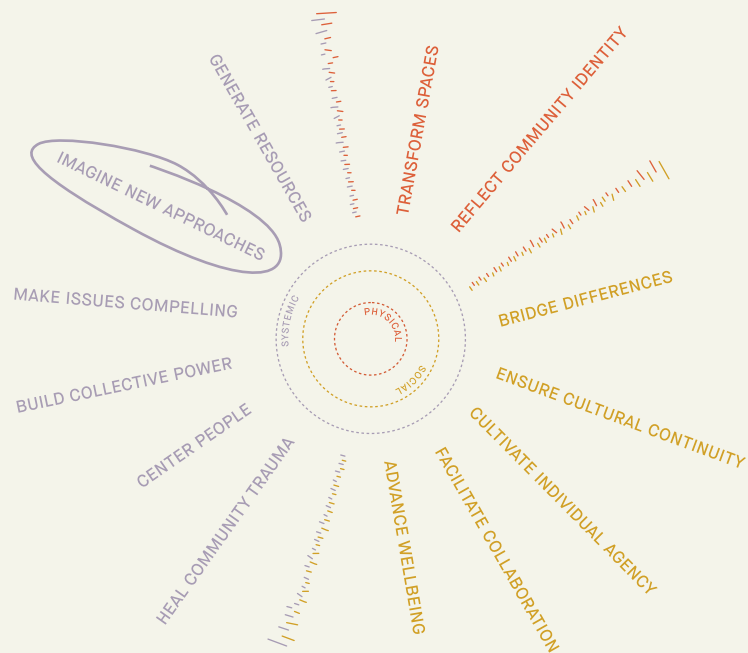 GENERATE RESOURCES
TRANSFORM SPACES
REFLECT COMMUNITY IDENTITY
IMAGINE NEW APPROACHES
BRIDGE DIFFERENCES
MAKE ISSUES COMPELLING
SYSTEMIC
PHYSICAL
SOCIAL
BUILD COLLECTIVE POWER
ENSURE CULTURAL CONTINUITY
CENTER PEOPLE
CULTIVATE INDIVIDUAL AGENCY
HEAL COMMUNITY TRAUMA
ADVANCE WELLBEING
FACILITATE COLLABORATION